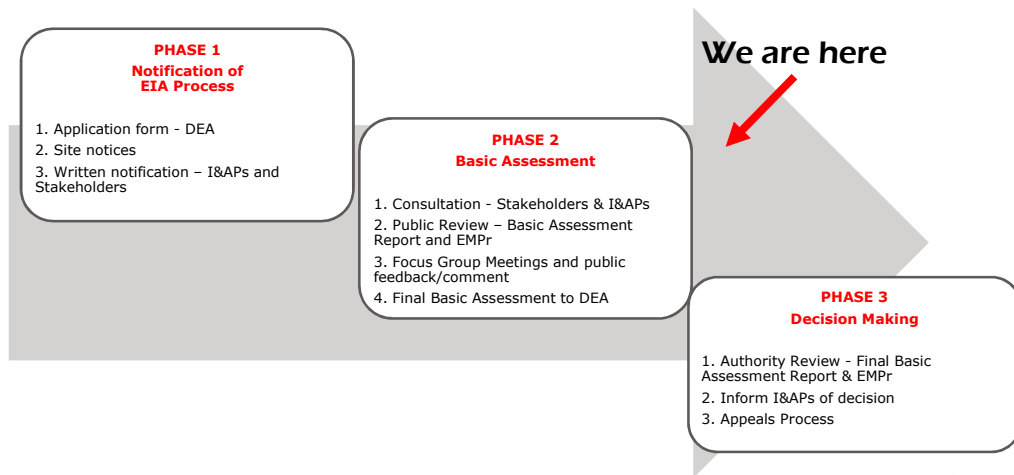 We are here
PHASE 1
Notification of
EIA Process
1. Application form - DEA
2. Site notices
3. Written notification – I&APs and
Stakeholders
PHASE 2
Basic Assessment
1. Consultation - Stakeholders & I&APs
2. Public Review – Basic Assessment
Report and EMPr
3. Focus Group Meetings and public
feedback/comment
4. Final Basic Assessment to DEA
PHASE 3
Decision Making
1. Authority Review - Final Basic
Assessment Report & EMPr
2. Inform I&APs of decision
3. Appeals Process